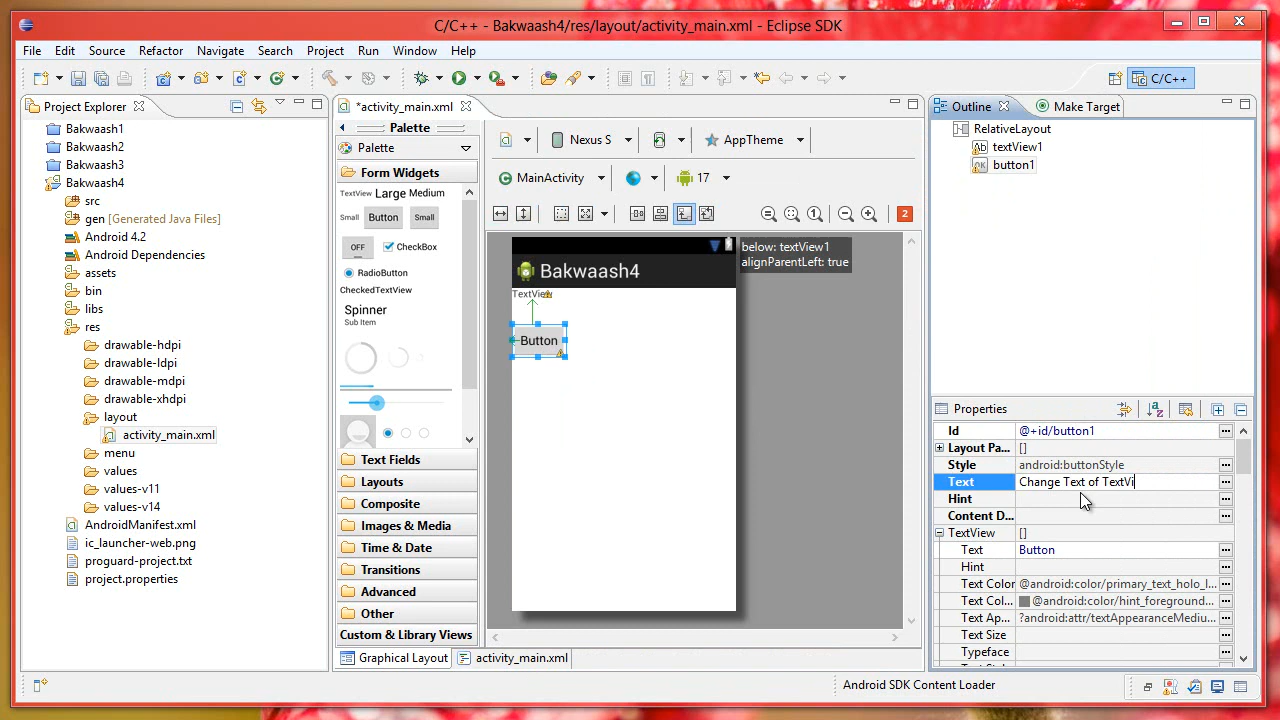 C/C++ - Bakwaash4/res/layout/activity_main.xml - Eclipse SDK
File Edit Source Refactor Navigate Search Project Run Window Help
C/C++
Project Explorer
Bakwaash1
Bakwaash2
Bakwaash3
Bakwaash4
src
gen [Generated Java Files]
Android 4.2
Android Dependencies
assets
bin
libs
res
drawable-hdpi
drawable-ldpi
drawable-mdpi
drawable-xhdpi
layout
activity_main.xml
menu
values
values-v11
values-v14
AndroidManifest.xml
ic_launcher-web.png
proguard-project.txt
project.properties
*activity_main.xml
Palette
Palette
Form Widgets
TextView Large Medium
Small Button Small
OFF CheckBox
RadioButton
CheckedTextView
Spinner
Sub Item
Text Fields
Layouts
Composite
Images & Media
Time & Date
Transitions
Advanced
Other
Custom & Library Views
Graphical Layout activity_main.xml
Nexus S AppTheme
MainActivity 17
2
below: textView1
alignParentLeft: true
Bakwaash4
TextView
Button
Outline Make Target
RelativeLayout
Ab textView1
OK button1
Properties
Id @+id/button1
Layout Pa... []
Style android:buttonStyle
Text Change Text of TextVi
Hint
Content D...
TextView []
Text Button
Hint
Text Color @android:color/primary_text_holo_l...
Text Col... @android:color/hint_foreground...
Text Ap... ?android:attr/textAppearanceMediu...
Text Size
Typeface
Android SDK Content Loader